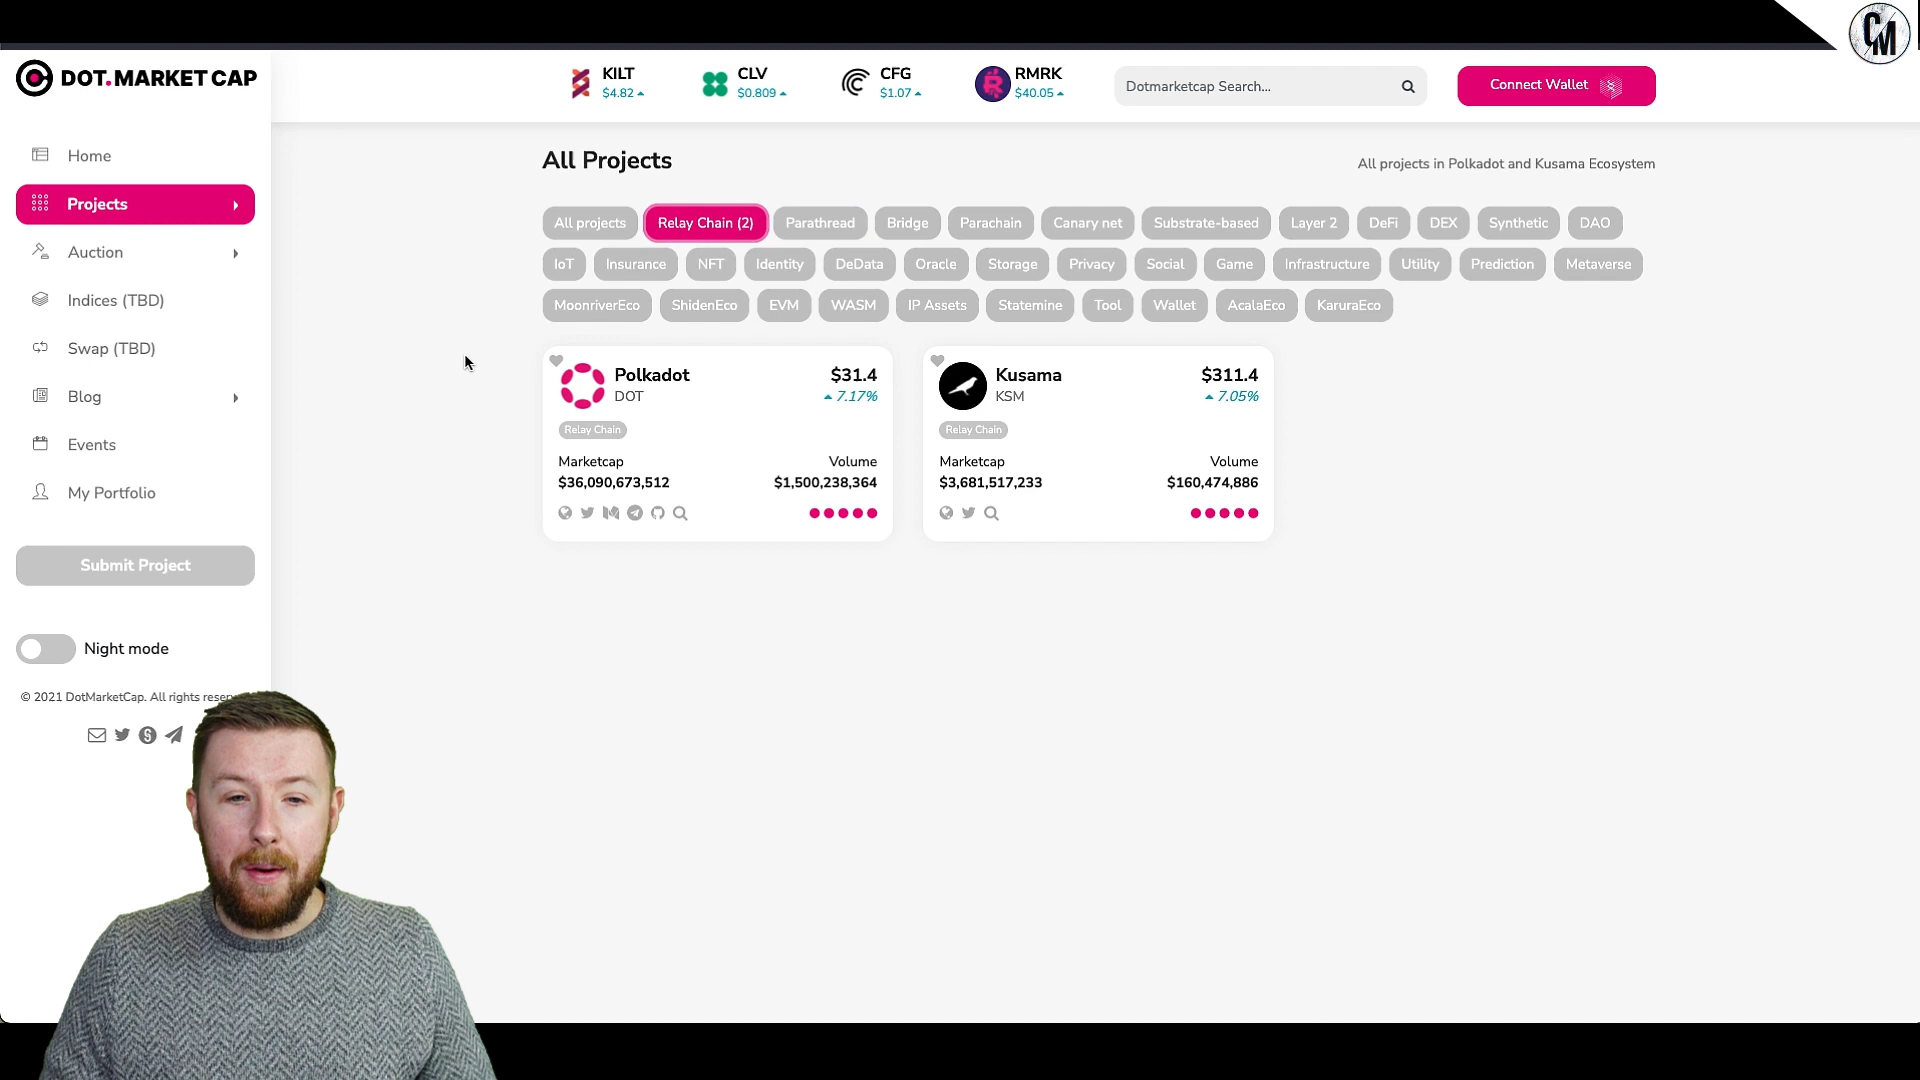 CM
DOT.MARKET CAP
KILT
$4.82
CLV
$0.809
CFG
$1.07
RMRK
$40.05
Dotmarketcap Search...
Connect Wallet
Home
Projects
Auction
Indices (TBD)
Swap (TBD)
Blog
Events
My Portfolio
Submit Project
Night mode
© 2021 DotMarketCap. All rights
All Projects
All projects in Polkadot and Kusama Ecosystem
All projects Relay Chain (2) Parathread Bridge Parachain Canary net Substrate-based Layer 2 DeFi DEX Synthetic DAO
IoT Insurance NFT Identity DeData Oracle Storage Privacy Social Game Infrastructure Utility Prediction Metaverse
MoonriverEco ShidenEco EVM WASM IP Assets Statemine Tool Wallet AcalaEco KaruraEco
Polkadot $31.4
DOT 7.17%
Relay Chain
Marketcap Volume
$36,090,673,512 $1,500,238,364
Kusama $311.4
KSM 7.05%
Relay Chain
Marketcap Volume
$3,681,517,233 $160,474,886